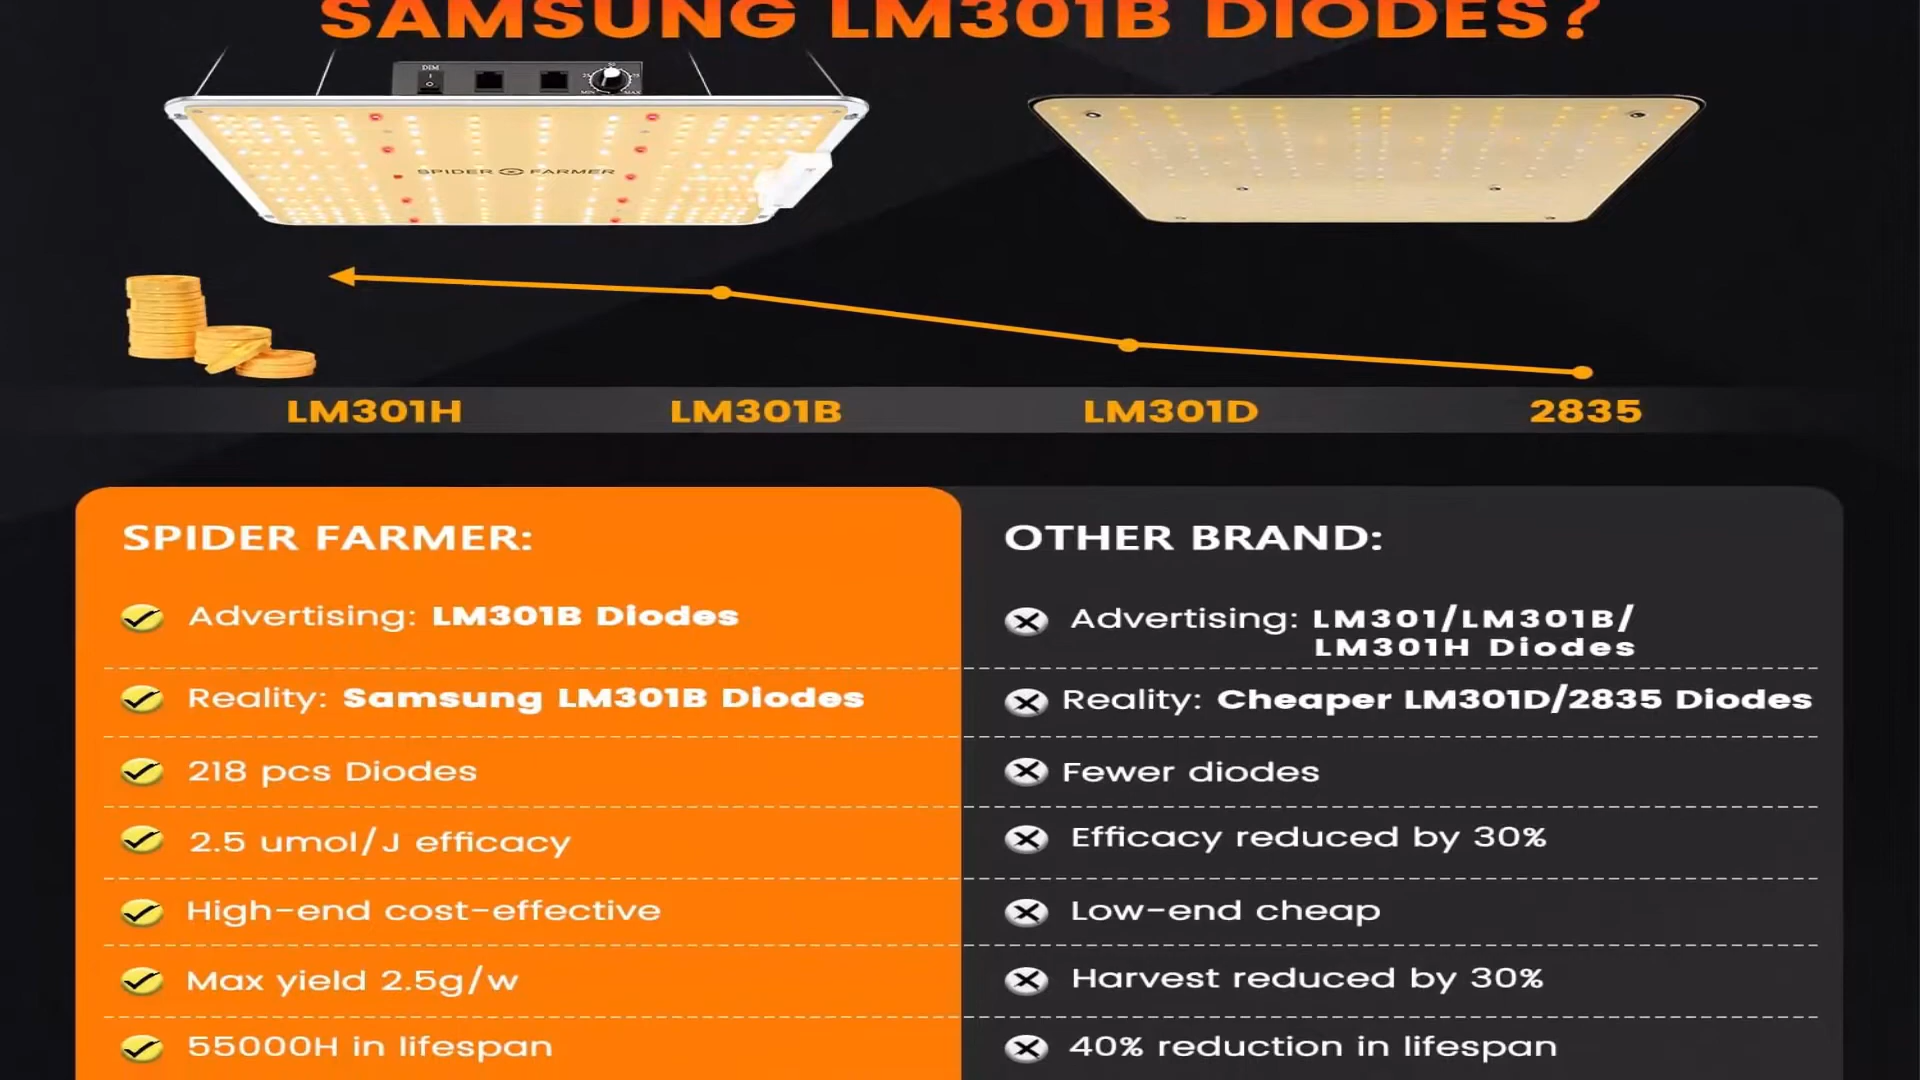 SAMSUNG LM301B DIODES?
DIM
SPIDER FARMER
MIN MAX
LM301H LM301B LM301D 2835
SPIDER FARMER:
Advertising: LM301B Diodes
Reality: Samsung LM301B Diodes
218 pcs Diodes
2.5 umol/J efficacy
High-end cost-effective
Max yield 2.5g/w
55000H in lifespan
OTHER BRAND:
Advertising: LM301/LM301B/
LM301H Diodes
Reality: Cheaper LM301D/2835 Diodes
Fewer diodes
Efficacy reduced by 30%
Low-end cheap
Harvest reduced by 30%
40% reduction in lifespan